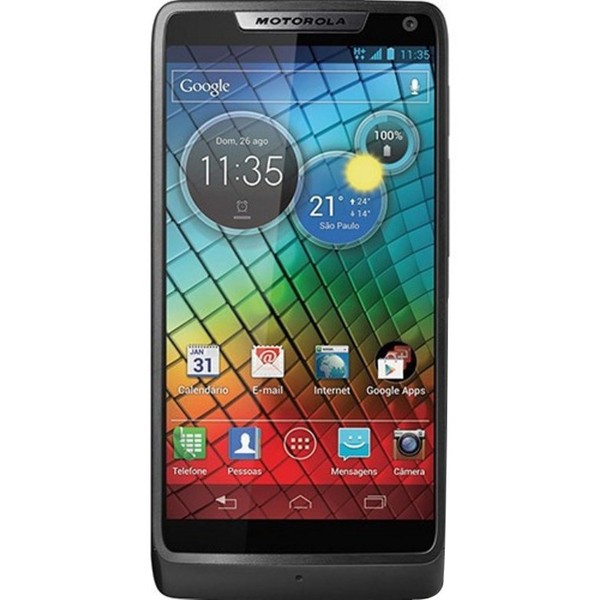 MOTOROLA
H+ 11:35
Google
Dom, 26 ago
11:35
100%
21° 24°
14°
São Paulo
JAN
31
Calendário E-mail Internet Google Apps
Telefone Pessoas Mensagens Câmera